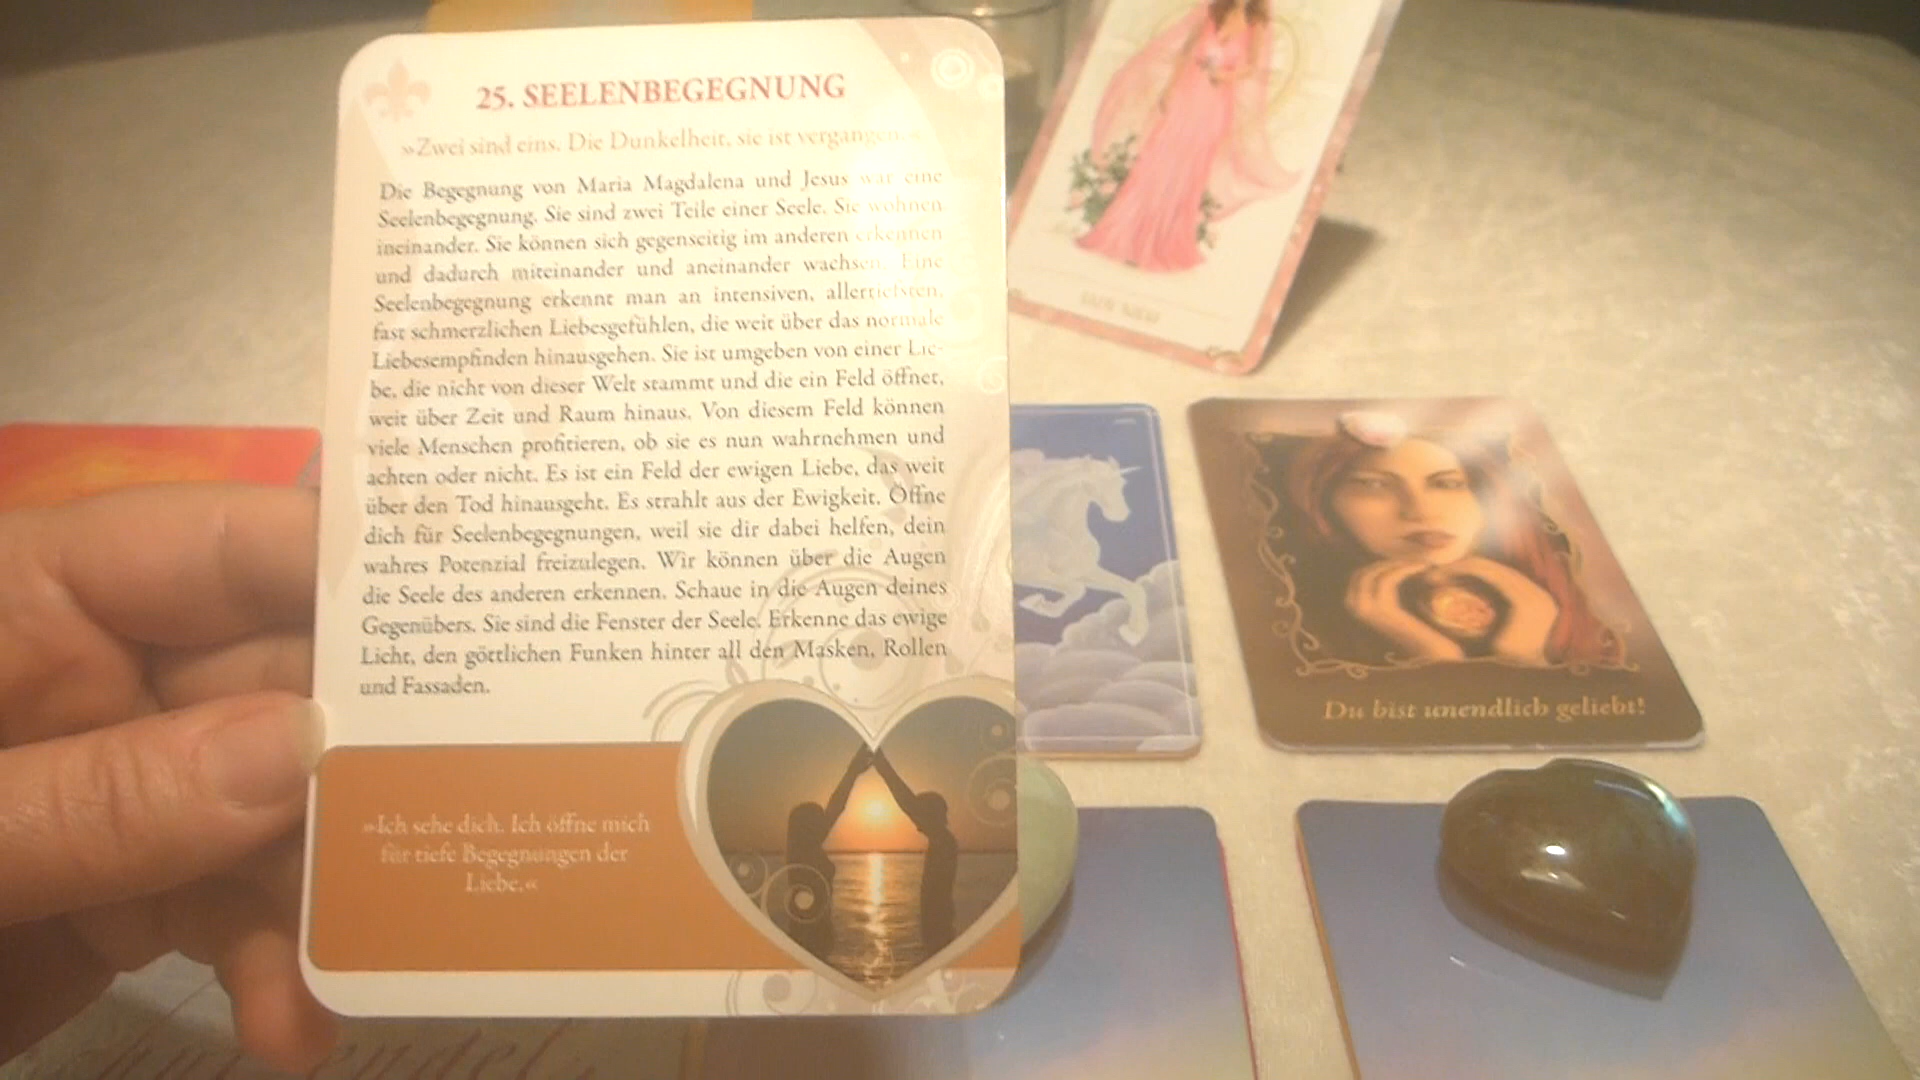 25. SEELENBEGEGNUNG
»Zwei sind eins. Die Dunkelheit, sie ist vergangen.«
Die Begegnung von Maria Magdalena und Jesus war eine
Seelenbegegnung. Sie sind zwei Teile einer Seele. Sie wohnen
ineinander. Sie können sich gegenseitig im anderen erkennen
und dadurch miteinander und aneinander wachsen. Eine
Seelenbegegnung erkennt man an intensiven, allertiefsten,
fast schmerzlichen Liebesgefühlen, die weit über das normale
Liebesempfinden hinausgehen. Sie ist umgeben von einer Lie-
be, die nicht von dieser Welt stammt und die ein Feld öffnet,
weit über Zeit und Raum hinaus. Von diesem Feld können
viele Menschen profitieren, ob sie es nun wahrnehmen und
achten oder nicht. Es ist ein Feld der ewigen Liebe, das weit
über den Tod hinausgeht. Es strahlt aus der Ewigkeit. Öffne
dich für Seelenbegegnungen, weil sie dir dabei helfen, dein
wahres Potenzial freizulegen. Wir können über die Augen
die Seele des anderen erkennen. Schaue in die Augen deines
Gegenübers. Sie sind die Fenster der Seele. Erkenne das ewige
Licht, den göttlichen Funken hinter all den Masken, Rollen
und Fassaden.
»Ich sehe dich. Ich öffne mich
für tiefe Begegnungen der
Liebe.«
Du bist unendlich geliebt!